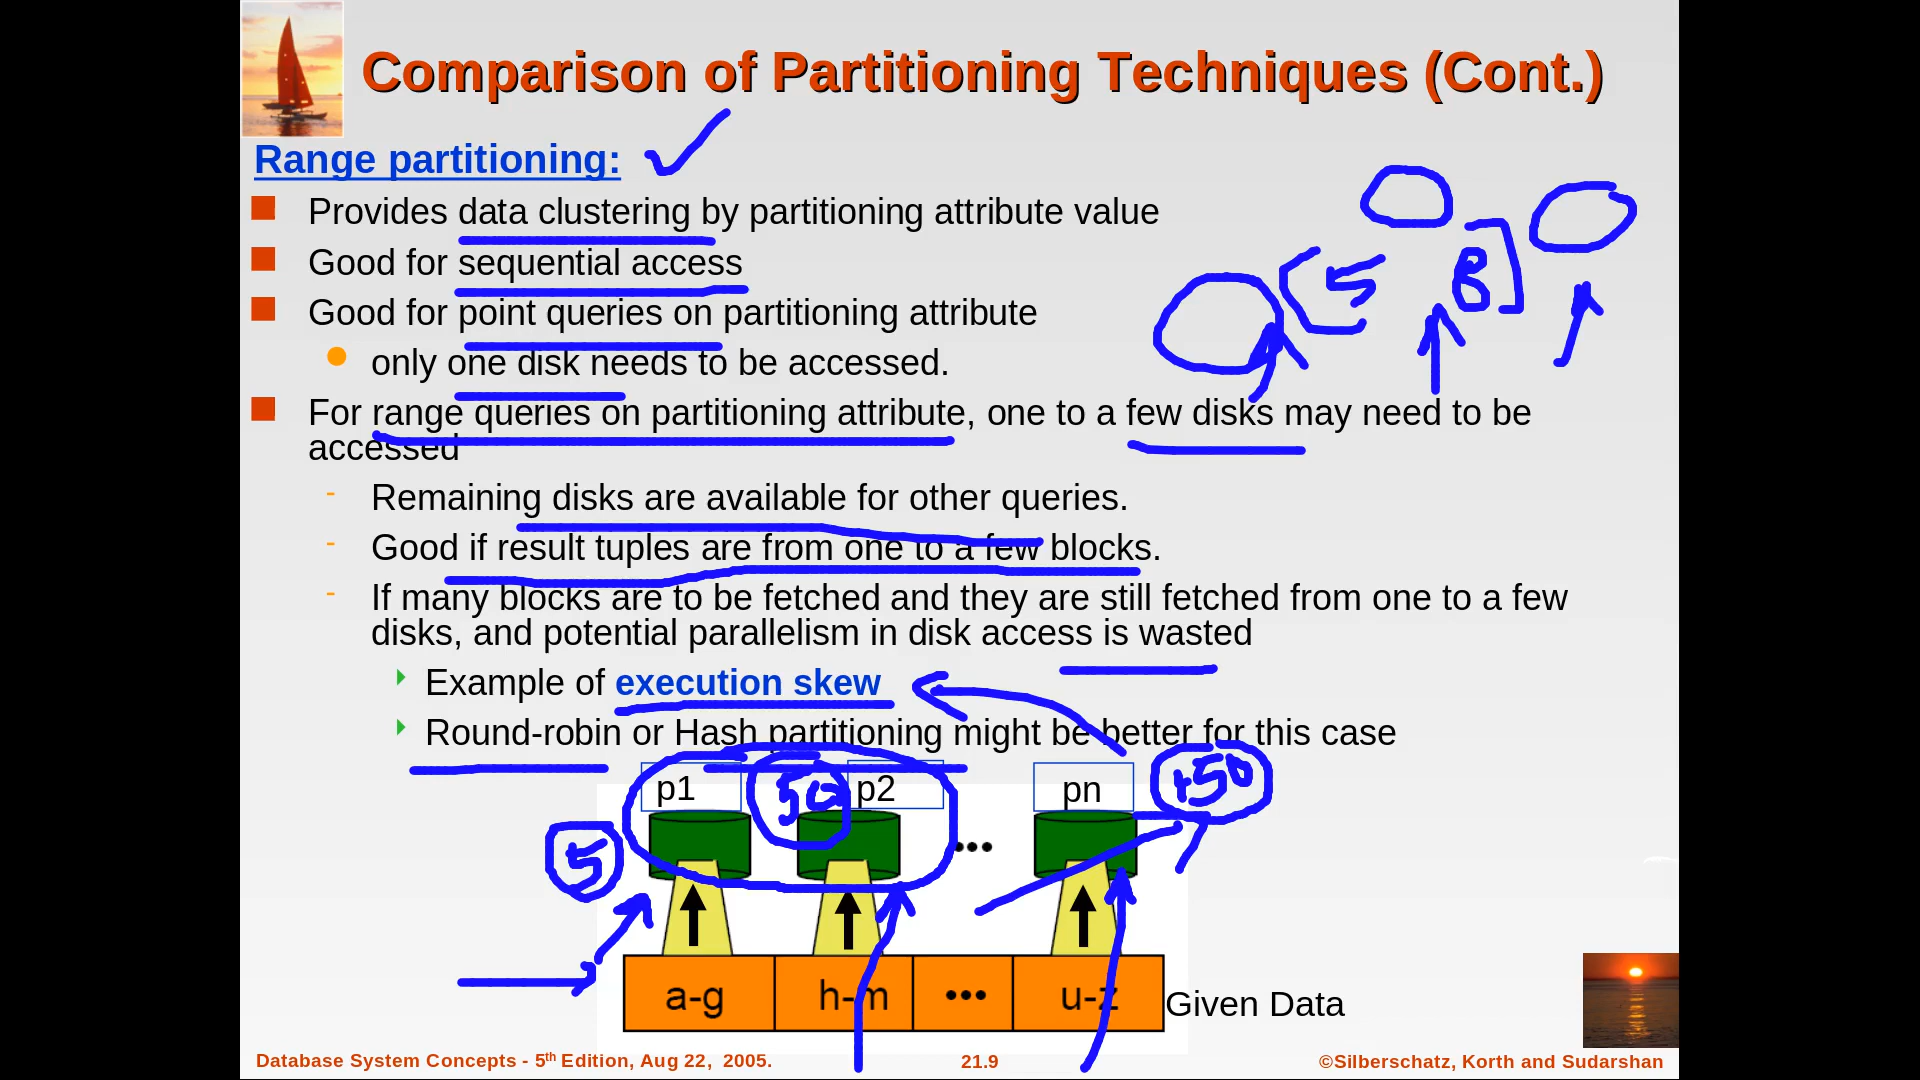 Comparison of Partitioning Techniques (Cont.)
Range partitioning:
Provides data clustering by partitioning attribute value
Good for sequential access
Good for point queries on partitioning attribute
only one disk needs to be accessed.
For range queries on partitioning attribute, one to a few disks may need to be
accessed
Remaining disks are available for other queries.
Good if result tuples are from one to a few blocks.
If many blocks are to be fetched and they are still fetched from one to a few
disks, and potential parallelism in disk access is wasted
Example of execution skew
Round-robin or Hash partitioning might be better for this case
5 8
p1 50 p2 pn +50
5
a-g h-m ••• u-z Given Data
Database System Concepts - 5th Edition, Aug 22, 2005. 21.9 ©Silberschatz, Korth and Sudarshan